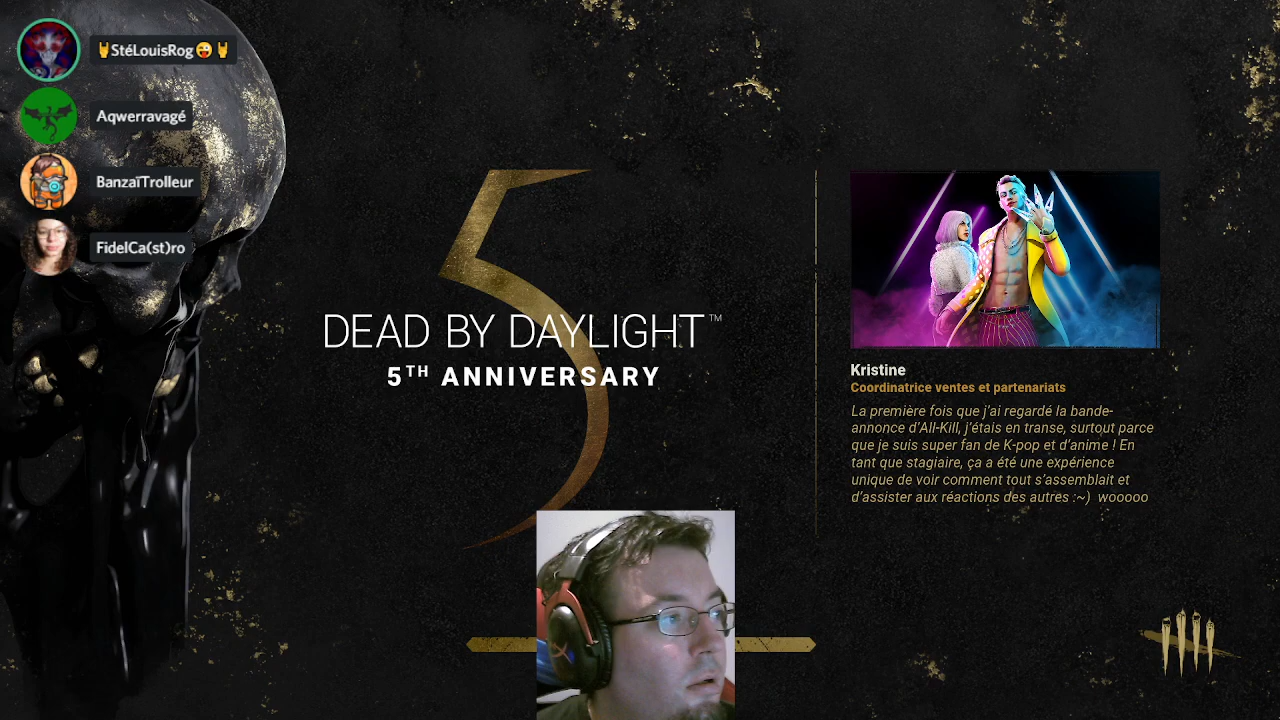 🤘StéLouisRog😜🤘
Aqwerravagé
BanzaïTrolleur
FidelCa(st)ro
5
DEAD BY DAYLIGHT™
5TH ANNIVERSARY
Kristine
Coordinatrice ventes et partenariats
La première fois que j'ai regardé la bande-
annonce d'All-Kill, j'étais en transe, surtout parce
que je suis super fan de K-pop et d'anime ! En
tant que stagiaire, ça a été une expérience
unique de voir comment tout s'assemblait et
d'assister aux réactions des autres :~) wooooo